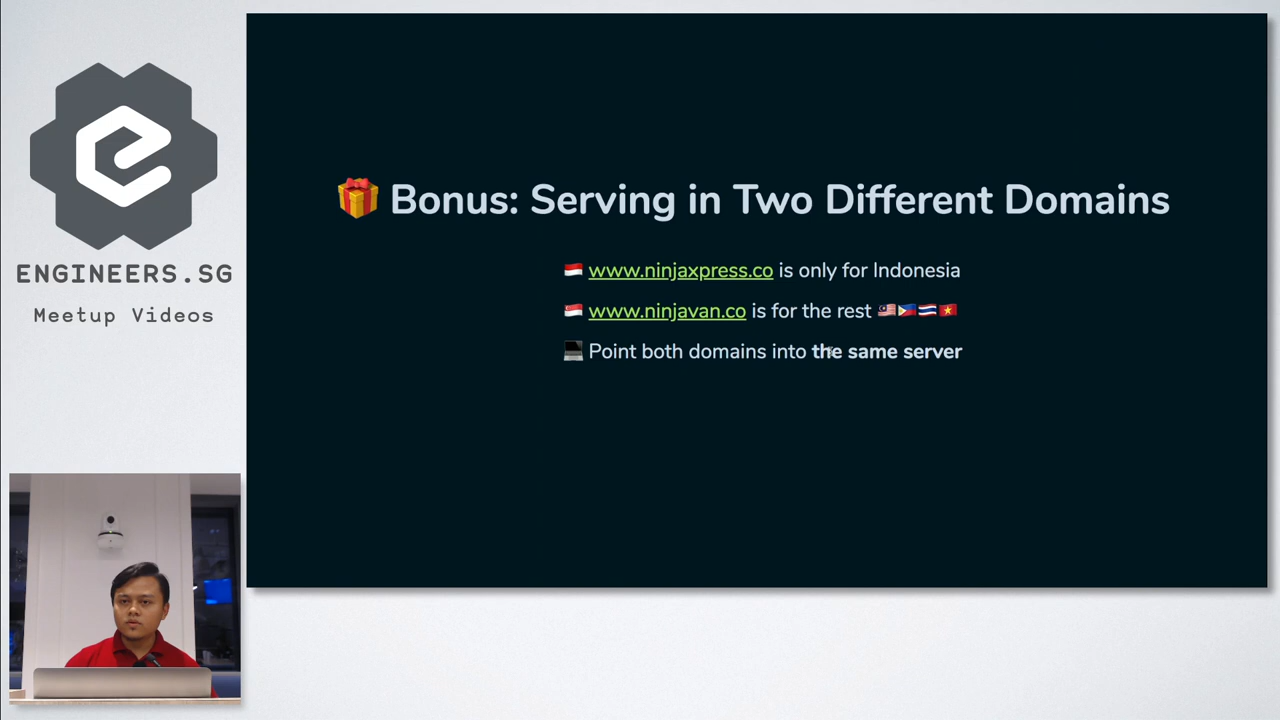 ENGINEERS.SG
Meetup Videos
🎁 Bonus: Serving in Two Different Domains
🇮🇩 www.ninjaxpress.co is only for Indonesia
🇸🇬 www.ninjavan.co is for the rest 🇲🇾🇵🇭🇹🇭🇻🇳
💻 Point both domains into the same server